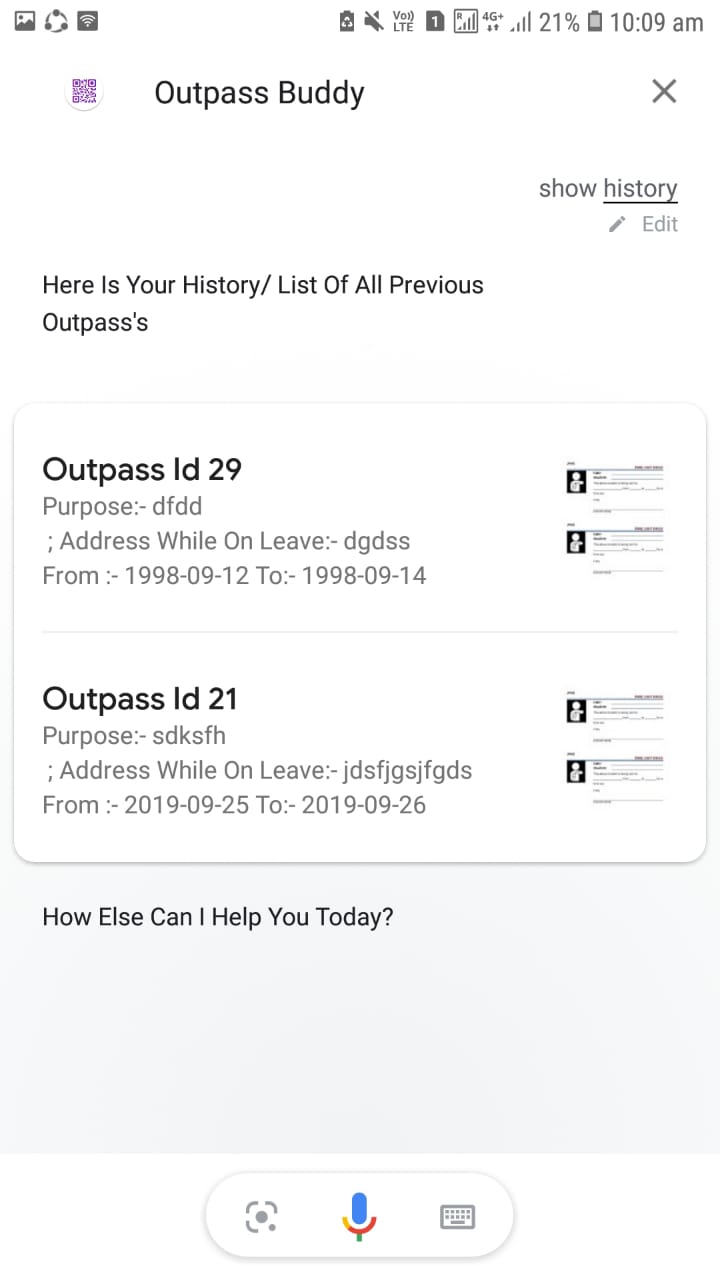 Vo)) LTE 1 R 4G+ 21% 10:09 am
Outpass Buddy
show history
Edit
Here Is Your History/ List Of All Previous
Outpass's
Outpass Id 29
Purpose:- dfdd
; Address While On Leave:- dgdss
From :- 1998-09-12 To:- 1998-09-14
Outpass Id 21
Purpose:- sdksfh
; Address While On Leave:- jdsfjgsjfgds
From :- 2019-09-25 To:- 2019-09-26
How Else Can I Help You Today?